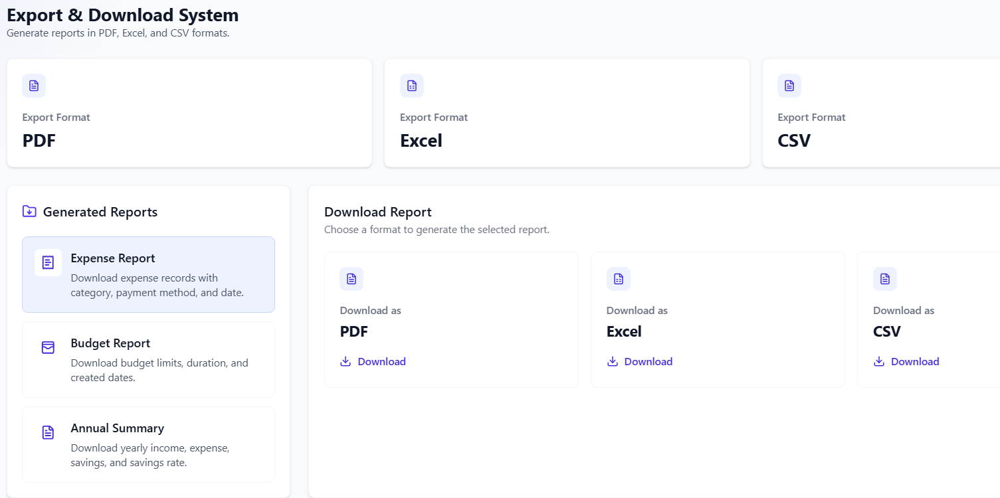 Export & Download System
Generate reports in PDF, Excel, and CSV formats.
Export Format
PDF
Export Format
Excel
Export Format
CSV
Generated Reports
Expense Report
Download expense records with
category, payment method, and date.
Budget Report
Download budget limits, duration, and
created dates.
Annual Summary
Download yearly income, expense,
savings, and savings rate.
Download Report
Choose a format to generate the selected report.
Download as
PDF
Download
Download as
Excel
Download
Download as
CSV
Download